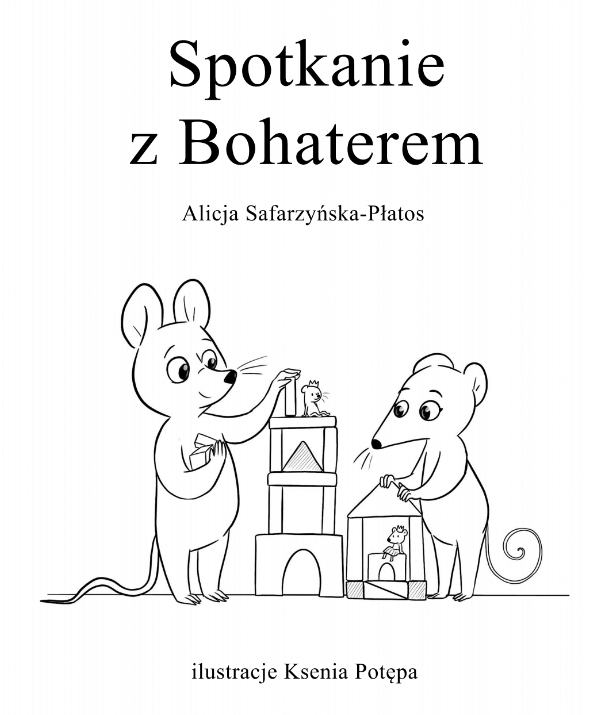 Spotkanie
z Bohaterem
Alicja Safarzyńska-Płatos
ilustracje Ksenia Potępa